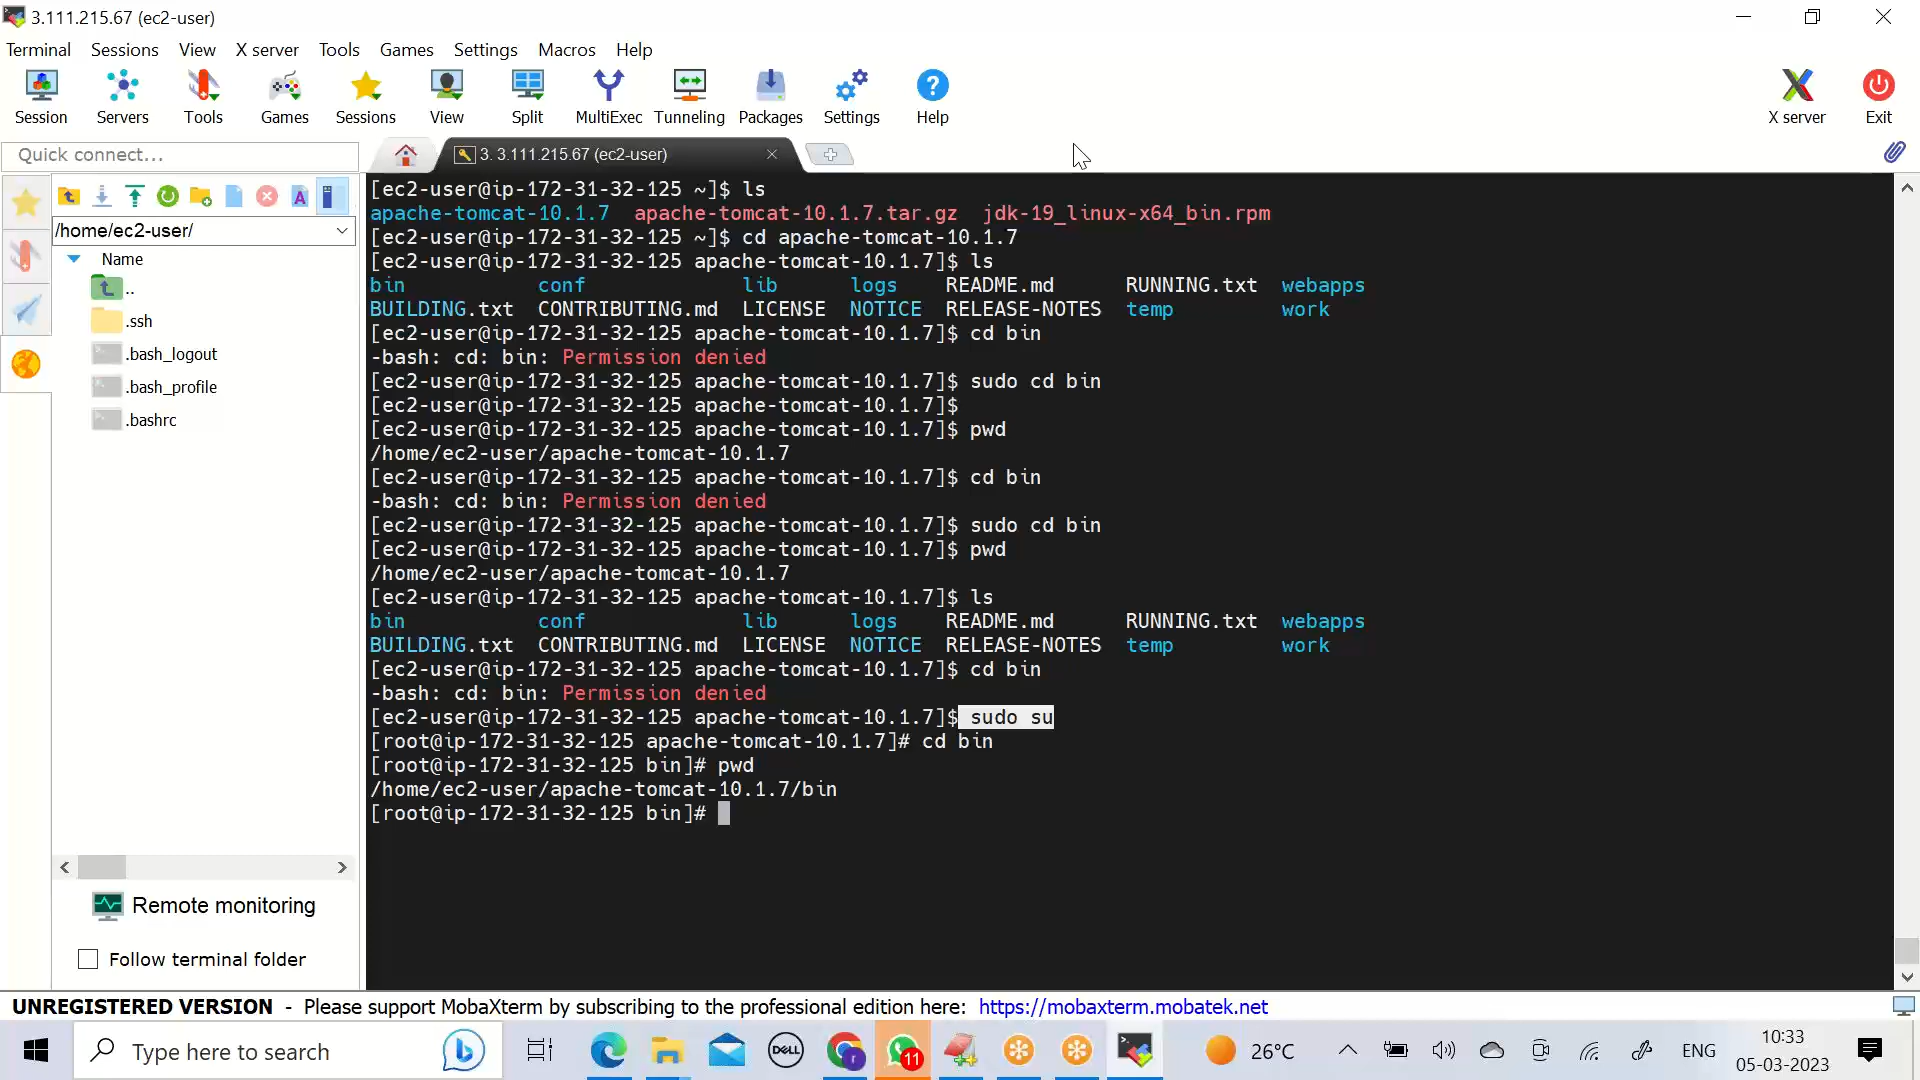 3.111.215.67 (ec2-user)
Terminal Sessions View X server Tools Games Settings Macros Help
Session Servers Tools Games Sessions View Split MultiExec Tunneling Packages Settings Help X server Exit
Quick connect...
3. 3.111.215.67 (ec2-user)
/home/ec2-user/
Name
..
.ssh
.bash_logout
.bash_profile
.bashrc
Remote monitoring
Follow terminal folder
[ec2-user@ip-172-31-32-125 ~]$ ls
apache-tomcat-10.1.7 apache-tomcat-10.1.7.tar.gz jdk-19_linux-x64_bin.rpm
[ec2-user@ip-172-31-32-125 ~]$ cd apache-tomcat-10.1.7
[ec2-user@ip-172-31-32-125 apache-tomcat-10.1.7]$ ls
bin conf lib logs README.md RUNNING.txt webapps
BUILDING.txt CONTRIBUTING.md LICENSE NOTICE RELEASE-NOTES temp work
[ec2-user@ip-172-31-32-125 apache-tomcat-10.1.7]$ cd bin
-bash: cd: bin: Permission denied
[ec2-user@ip-172-31-32-125 apache-tomcat-10.1.7]$ sudo cd bin
[ec2-user@ip-172-31-32-125 apache-tomcat-10.1.7]$
[ec2-user@ip-172-31-32-125 apache-tomcat-10.1.7]$ pwd
/home/ec2-user/apache-tomcat-10.1.7
[ec2-user@ip-172-31-32-125 apache-tomcat-10.1.7]$ cd bin
-bash: cd: bin: Permission denied
[ec2-user@ip-172-31-32-125 apache-tomcat-10.1.7]$ sudo cd bin
[ec2-user@ip-172-31-32-125 apache-tomcat-10.1.7]$ pwd
/home/ec2-user/apache-tomcat-10.1.7
[ec2-user@ip-172-31-32-125 apache-tomcat-10.1.7]$ ls
bin conf lib logs README.md RUNNING.txt webapps
BUILDING.txt CONTRIBUTING.md LICENSE NOTICE RELEASE-NOTES temp work
[ec2-user@ip-172-31-32-125 apache-tomcat-10.1.7]$ cd bin
-bash: cd: bin: Permission denied
[ec2-user@ip-172-31-32-125 apache-tomcat-10.1.7]$ sudo su
[root@ip-172-31-32-125 apache-tomcat-10.1.7]# cd bin
[root@ip-172-31-32-125 bin]# pwd
/home/ec2-user/apache-tomcat-10.1.7/bin
[root@ip-172-31-32-125 bin]#
UNREGISTERED VERSION - Please support MobaXterm by subscribing to the professional edition here: https://mobaxterm.mobatek.net
Type here to search
DELL
11
26°C
ENG
10:33
05-03-2023